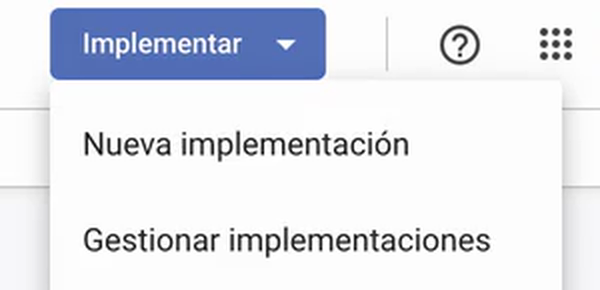 Implementar
Nueva implementación
Gestionar implementaciones